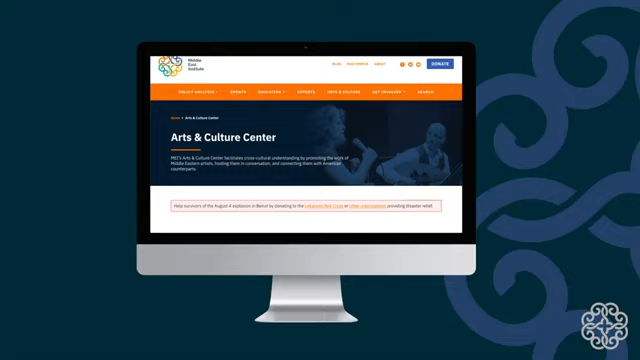 Middle
East
Institute
BLOG
MULTIMEDIA
ABOUT
DONATE
POLICY ANALYSIS
EVENTS
EDUCATION
EXPERTS
ARTS & CULTURE
GET INVOLVED
SEARCH
Home
Arts & Culture Center
Arts & Culture Center
MEI's Arts & Culture Center facilitates cross-cultural understanding by promoting the work of
Middle Eastern artists, hosting them in conversation, and connecting them with American
counterparts.
Help survivors of the August 4 explosion in Beirut by donating to the Lebanese Red Cross or other organizations providing disaster relief.